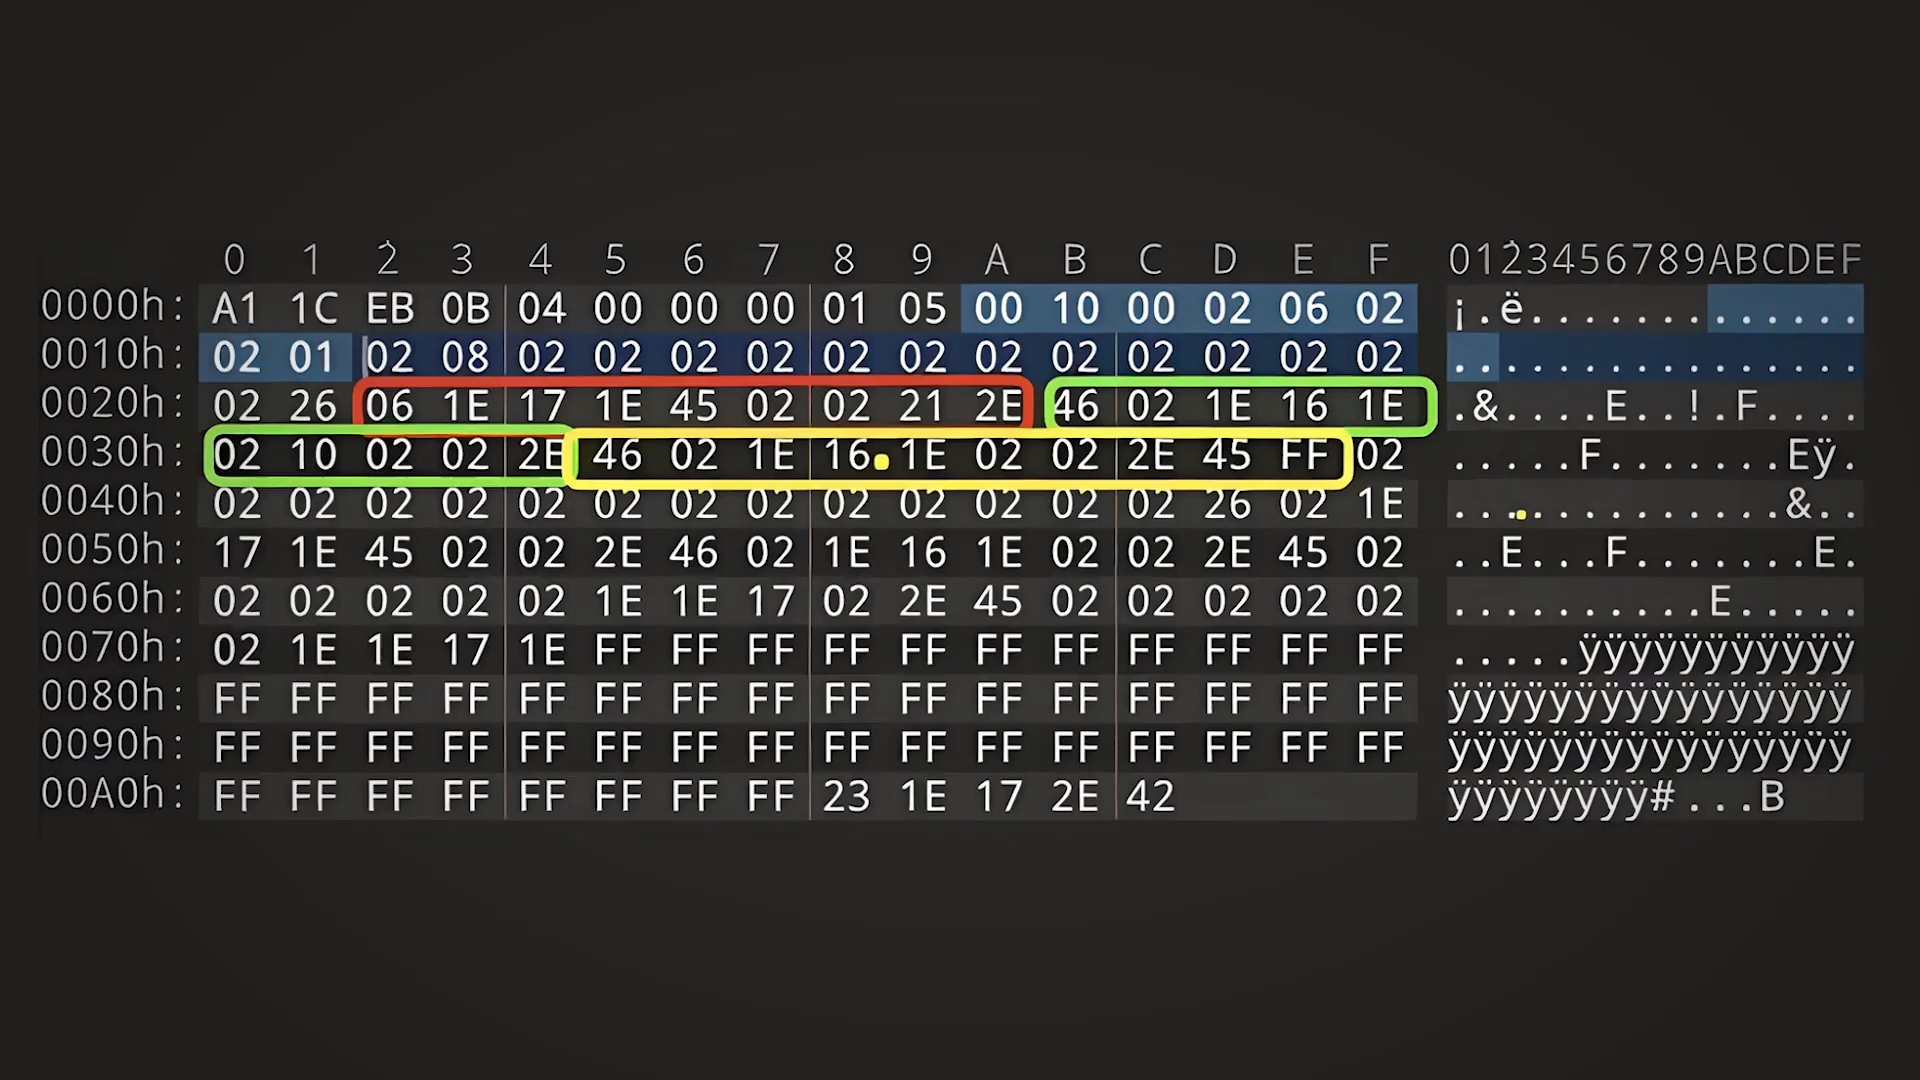 0 1 2 3 4 5 6 7 8 9 A B C D E F 0123456789ABCDEF
0000h: A1 1C EB 0B 04 00 00 00 01 05 00 10 00 02 06 02 ¡.ë.............
0010h: 02 01 02 08 02 02 02 02 02 02 02 02 02 02 02 02 ................
0020h: 02 26 06 1E 17 1E 45 02 02 21 2E 46 02 1E 16 1E .&....E..!.F....
0030h: 02 10 02 02 2E 46 02 1E 16 1E 02 02 2E 45 FF 02 .....F.......Eÿ.
0040h: 02 02 02 02 02 02 02 02 02 02 02 02 02 26 02 1E .............&..
0050h: 17 1E 45 02 02 2E 46 02 1E 16 1E 02 02 2E 45 02 ..E...F.......E.
0060h: 02 02 02 02 02 1E 1E 17 02 2E 45 02 02 02 02 02 ..........E.....
0070h: 02 1E 1E 17 1E FF FF FF FF FF FF FF FF FF FF FF .....ÿÿÿÿÿÿÿÿÿÿÿ
0080h: FF FF FF FF FF FF FF FF FF FF FF FF FF FF FF FF ÿÿÿÿÿÿÿÿÿÿÿÿÿÿÿÿ
0090h: FF FF FF FF FF FF FF FF FF FF FF FF FF FF FF FF ÿÿÿÿÿÿÿÿÿÿÿÿÿÿÿÿ
00A0h: FF FF FF FF FF FF FF FF 23 1E 17 2E 42 ÿÿÿÿÿÿÿÿ#...B